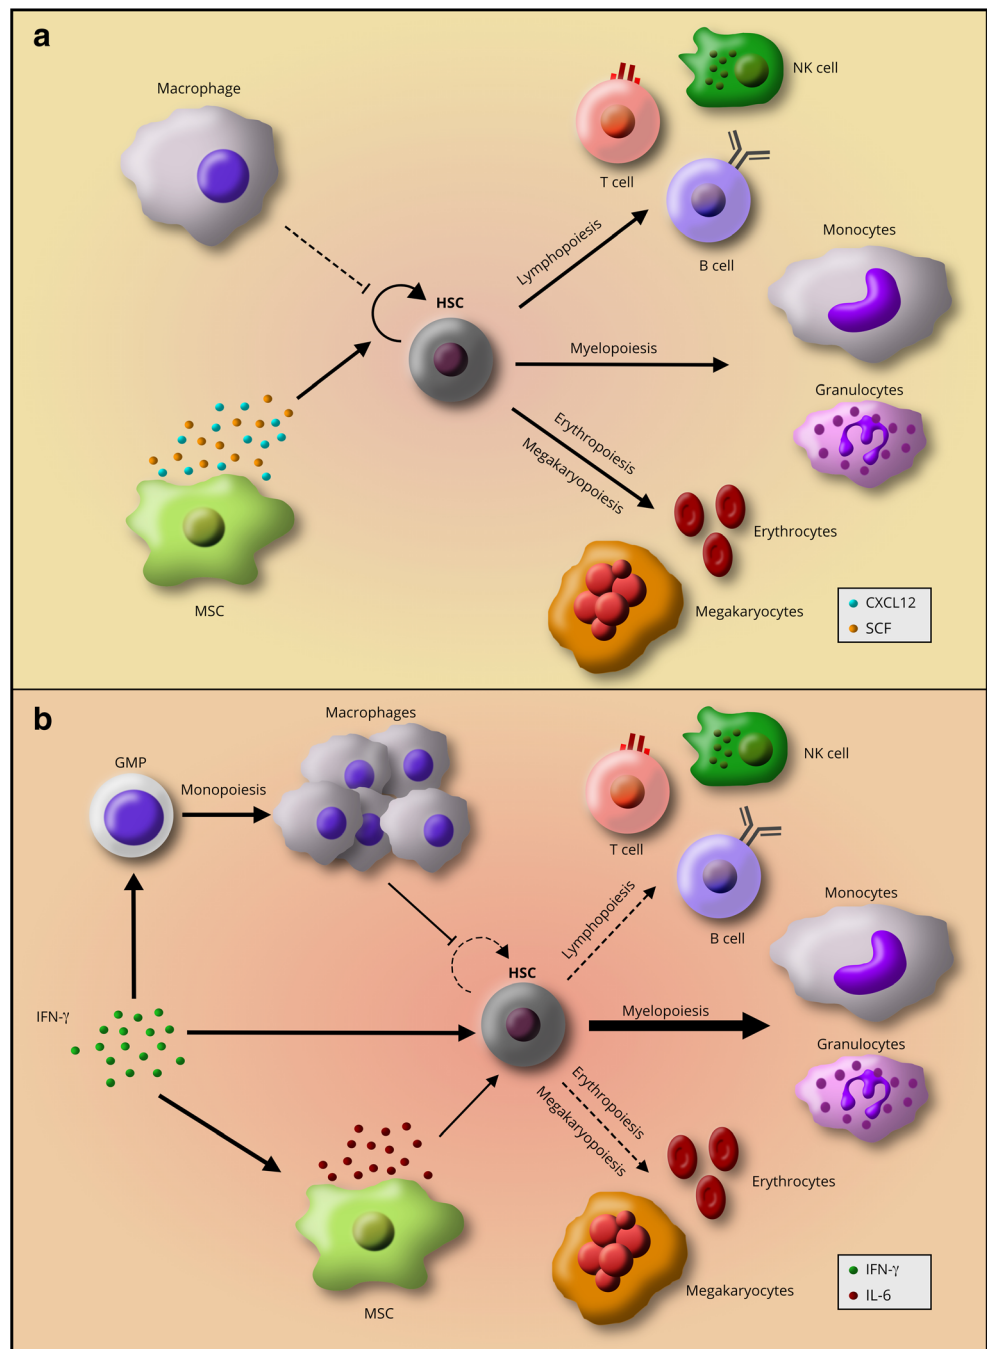 a
Macrophage
NK cell
T cell
B cell
Lymphopoiesis
HSC
Monocytes
Myelopoiesis
Granulocytes
Erythropoiesis
Megakaryopoiesis
Erythrocytes
Megakaryocytes
MSC
CXCL12
SCF
b
Macrophages
GMP
Monopoiesis
NK cell
T cell
B cell
Lymphopoiesis
HSC
Monocytes
IFN-γ
Myelopoiesis
Granulocytes
Erythropoiesis
Megakaryopoiesis
Erythrocytes
Megakaryocytes
MSC
IFN-γ
IL-6